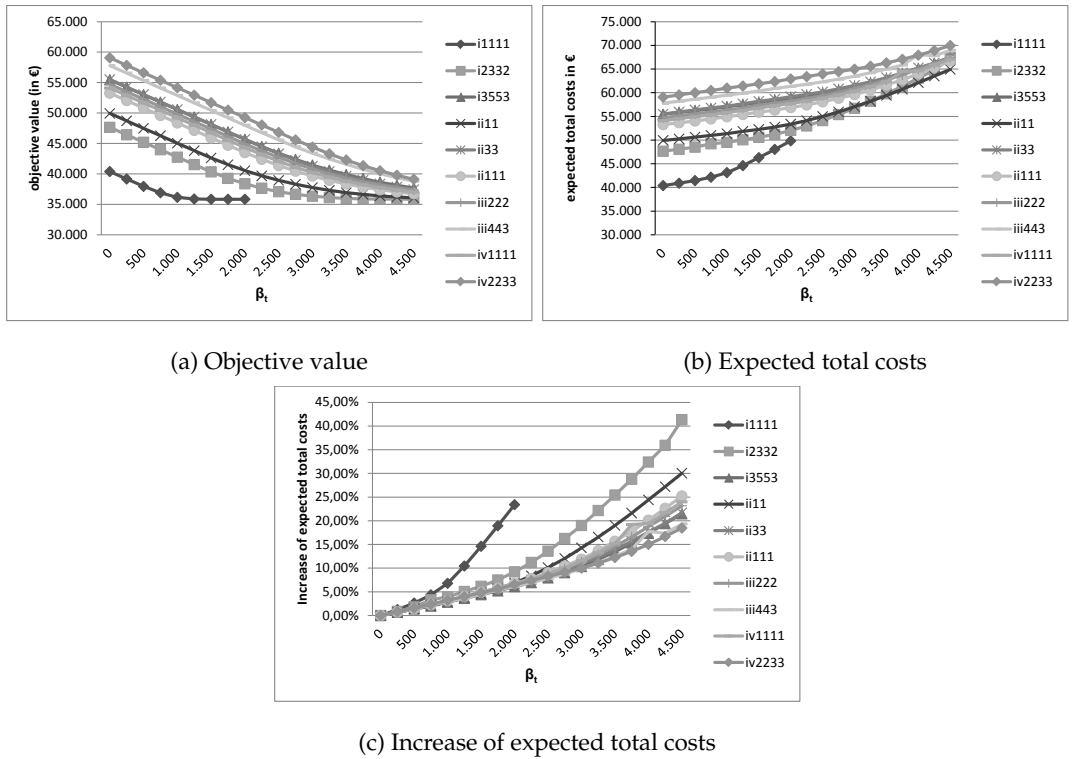 65.000
60.000
55.000
50.000
45.000
40.000
35.000
30.000
objective value (in €)
0
500
1.000
1.500
2.000
2.500
3.000
3.500
4.000
4.500
βt
i1111
i2332
i3553
ii11
ii33
ii111
iii222
iii443
iv1111
iv2233
(a) Objective value
75.000
70.000
65.000
60.000
55.000
50.000
45.000
40.000
35.000
30.000
expected total costs in €
0
500
1.000
1.500
2.000
2.500
3.000
3.500
4.000
4.500
βt
i1111
i2332
i3553
ii11
ii33
ii111
iii222
iii443
iv1111
iv2233
(b) Expected total costs
45,00%
40,00%
35,00%
30,00%
25,00%
20,00%
15,00%
10,00%
5,00%
0,00%
Increase of expected total costs
0
500
1.000
1.500
2.000
2.500
3.000
3.500
4.000
4.500
βt
i1111
i2332
i3553
ii11
ii33
ii111
iii222
iii443
iv1111
iv2233
(c) Increase of expected total costs